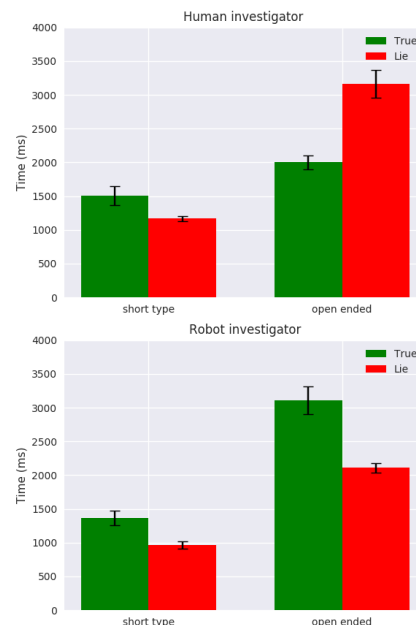 Human investigator
4000
3500
3000
2500
2000
1500
1000
500
0
Time (ms)
True
Lie
short type
open ended
Robot investigator
4000
3500
3000
2500
2000
1500
1000
500
0
Time (ms)
True
Lie
short type
open ended